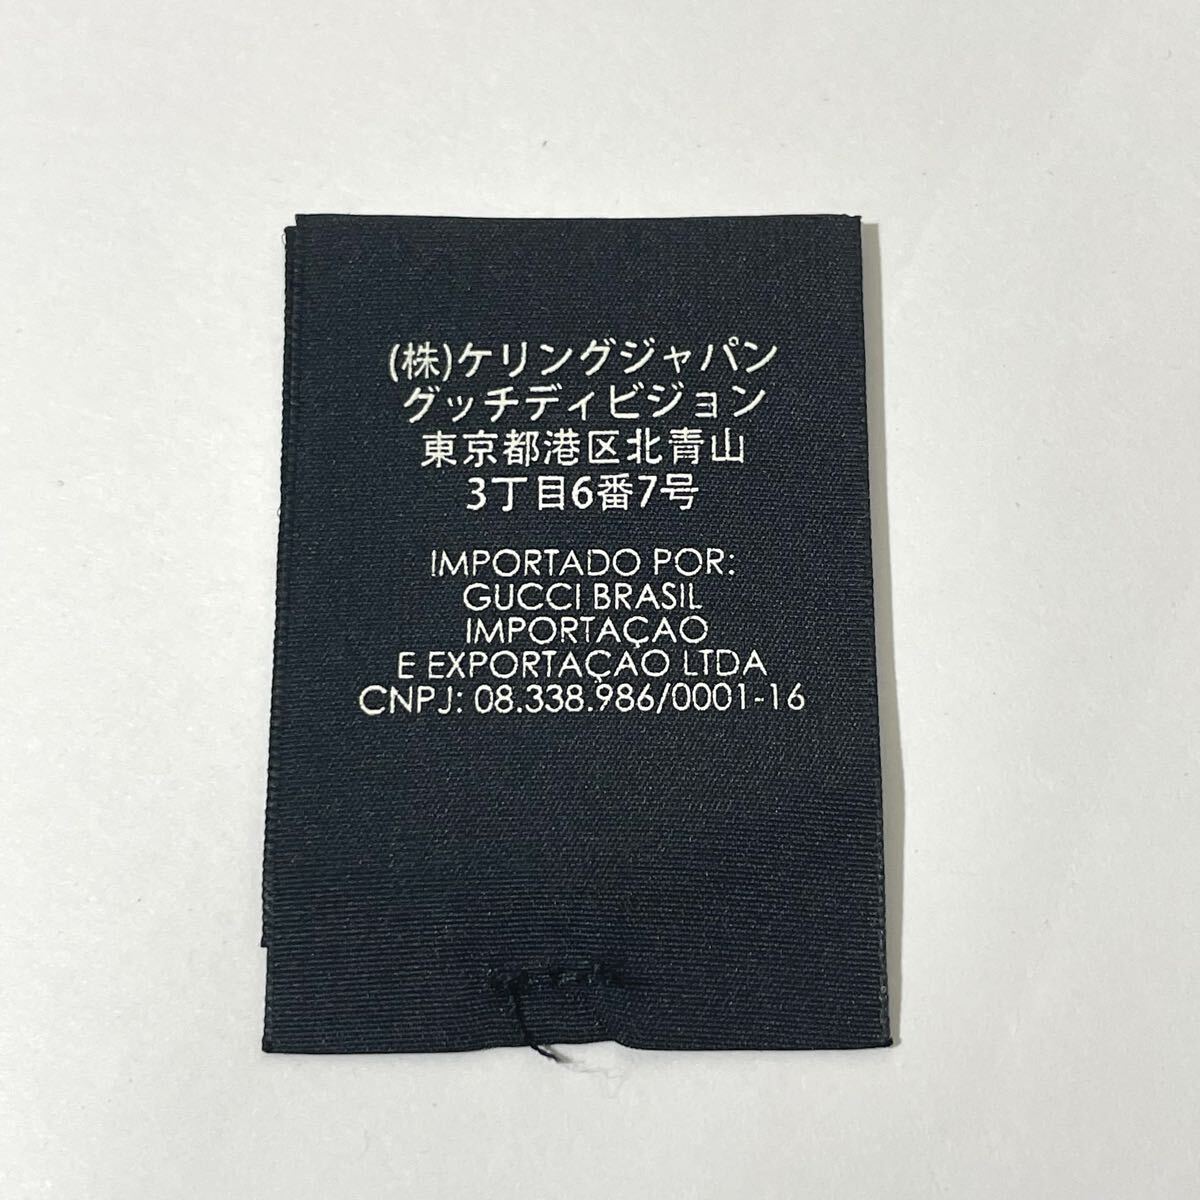 (株)ケリングジャパン
グッチディビジョン
東京都港区北青山
3丁目6番7号
IMPORTADO POR:
GUCCI BRASIL
IMPORTAÇAO
E EXPORTAÇAO LTDA
CNPJ: 08.338.986/0001-16